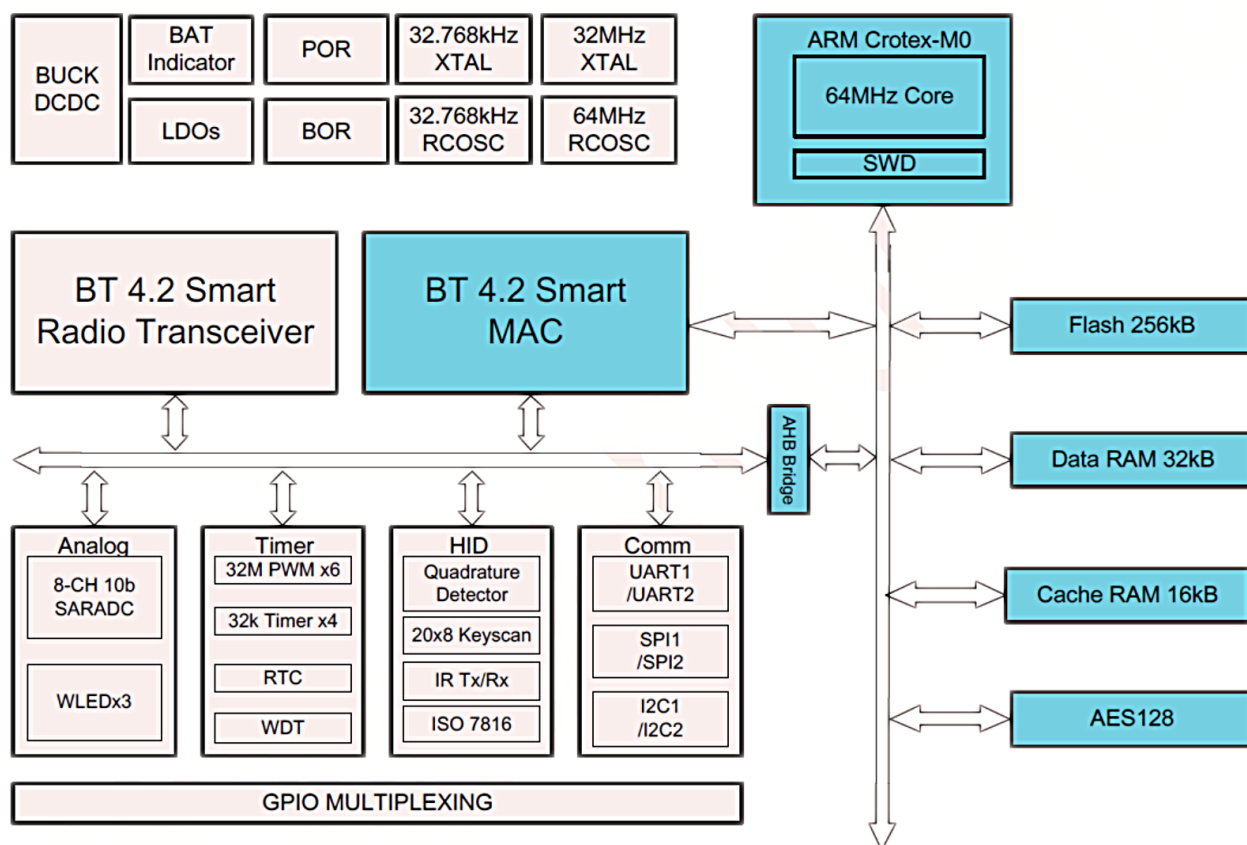 BUCK
DCDC
BAT
Indicator
POR
32.768kHz
XTAL
32MHz
XTAL
LDOs
BOR
32.768kHz
RCOSC
64MHz
RCOSC
ARM Crotex-M0
64MHz Core
SWD
BT 4.2 Smart
Radio Transceiver
BT 4.2 Smart
MAC
Flash 256kB
AHB Bridge
Data RAM 32kB
Cache RAM 16kB
AES128
Analog
8-CH 10b
SARADC
WLEDx3
Timer
32M PWM x6
32k Timer x4
RTC
WDT
HID
Quadrature
Detector
20x8 Keyscan
IR Tx/Rx
ISO 7816
Comm
UART1
/UART2
SPI1
/SPI2
I2C1
/I2C2
GPIO MULTIPLEXING